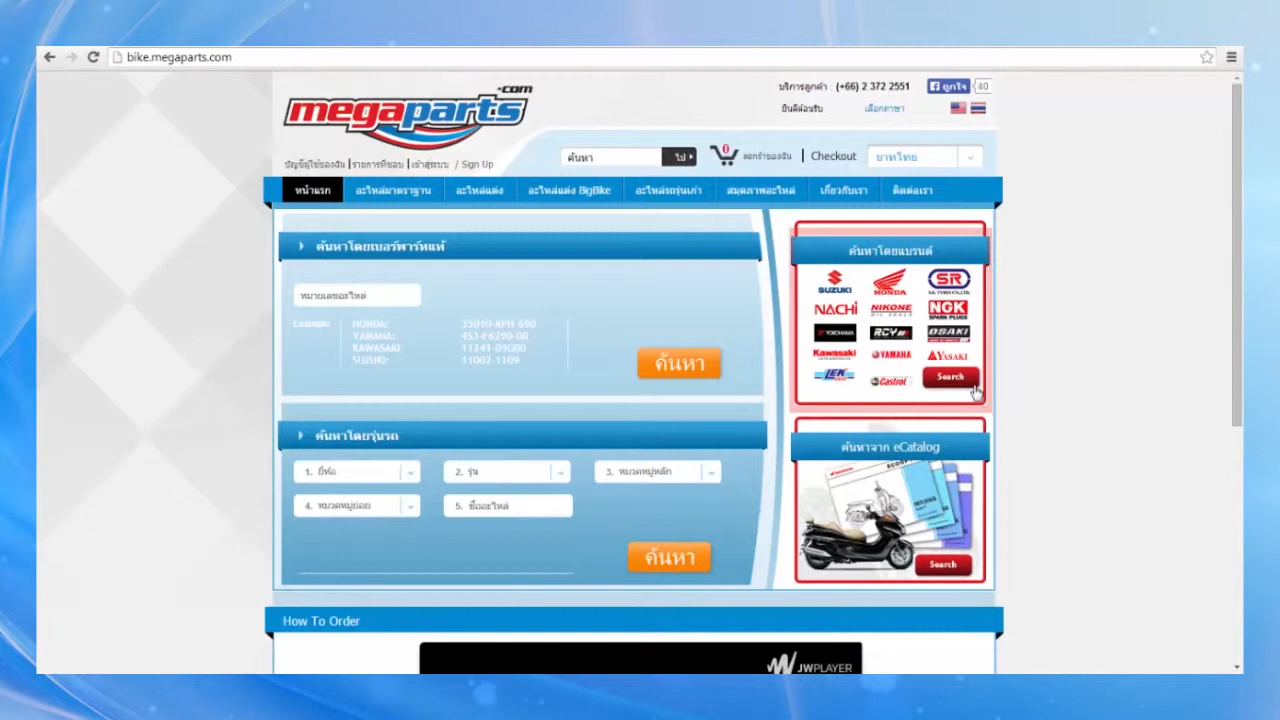 bike.megaparts.com
บริการลูกค้า : (+66) 2 372 2551
ถูกใจ 40
ยินดีต้อนรับ
เลือกภาษา
.com
megaparts
บัญชีผู้ใช้ของฉัน | รายการที่ชอบ | เข้าสู่ระบบ / Sign Up
ค้นหา
ไป
0
ตะกร้าของฉัน | Checkout
บาทไทย
หน้าแรก
อะไหล่มาตราฐาน
อะไหล่แต่ง
อะไหล่แต่ง BigBike
อะไหล่รถรุ่นเก่า
สมุดภาพอะไหล่
เกี่ยวกับเรา
ติดต่อเรา
ค้นหาโดยเบอร์พาร์ทแท้
หมายเลขอะไหล่
Example
HONDA: 35010-KPH-690
YAMAHA: 451-F6290-00
KAWASAKI: 11241-09G00
SUZUKI: 11002-1109
ค้นหา
ค้นหาโดยรุ่นรถ
1. ยี่ห้อ
2. รุ่น
3. หมวดหมู่หลัก
4. หมวดหมู่ย่อย
5. ชื่ออะไหล่
ค้นหา
ค้นหาโดยแบรนด์
SUZUKI
HONDA
SR
NACHI
NIKONE
NGK
SPARK PLUGS
YOKOHAMA
RCY
OSAKI
Kawasaki
YAMAHA
YASAKI
LEK
Castrol
Search
ค้นหาจาก eCatalog
Search
How To Order
JWPLAYER